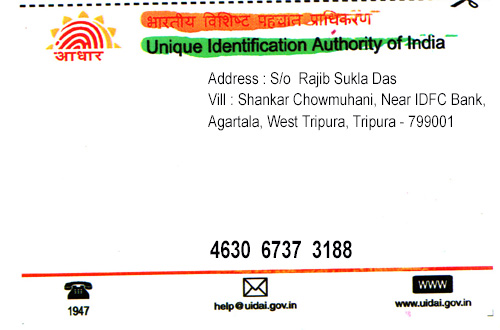 भारतीय विशिष्ट पहचान प्राधिकरण
आधार
Unique Identification Authority of India
Address : S/o Rajib Sukla Das
Vill : Shankar Chowmuhani, Near IDFC Bank,
Agartala, West Tripura, Tripura - 799001
4630 6737 3188
WWW
1947
help@uidai.gov.in
www.uidai.gov.in